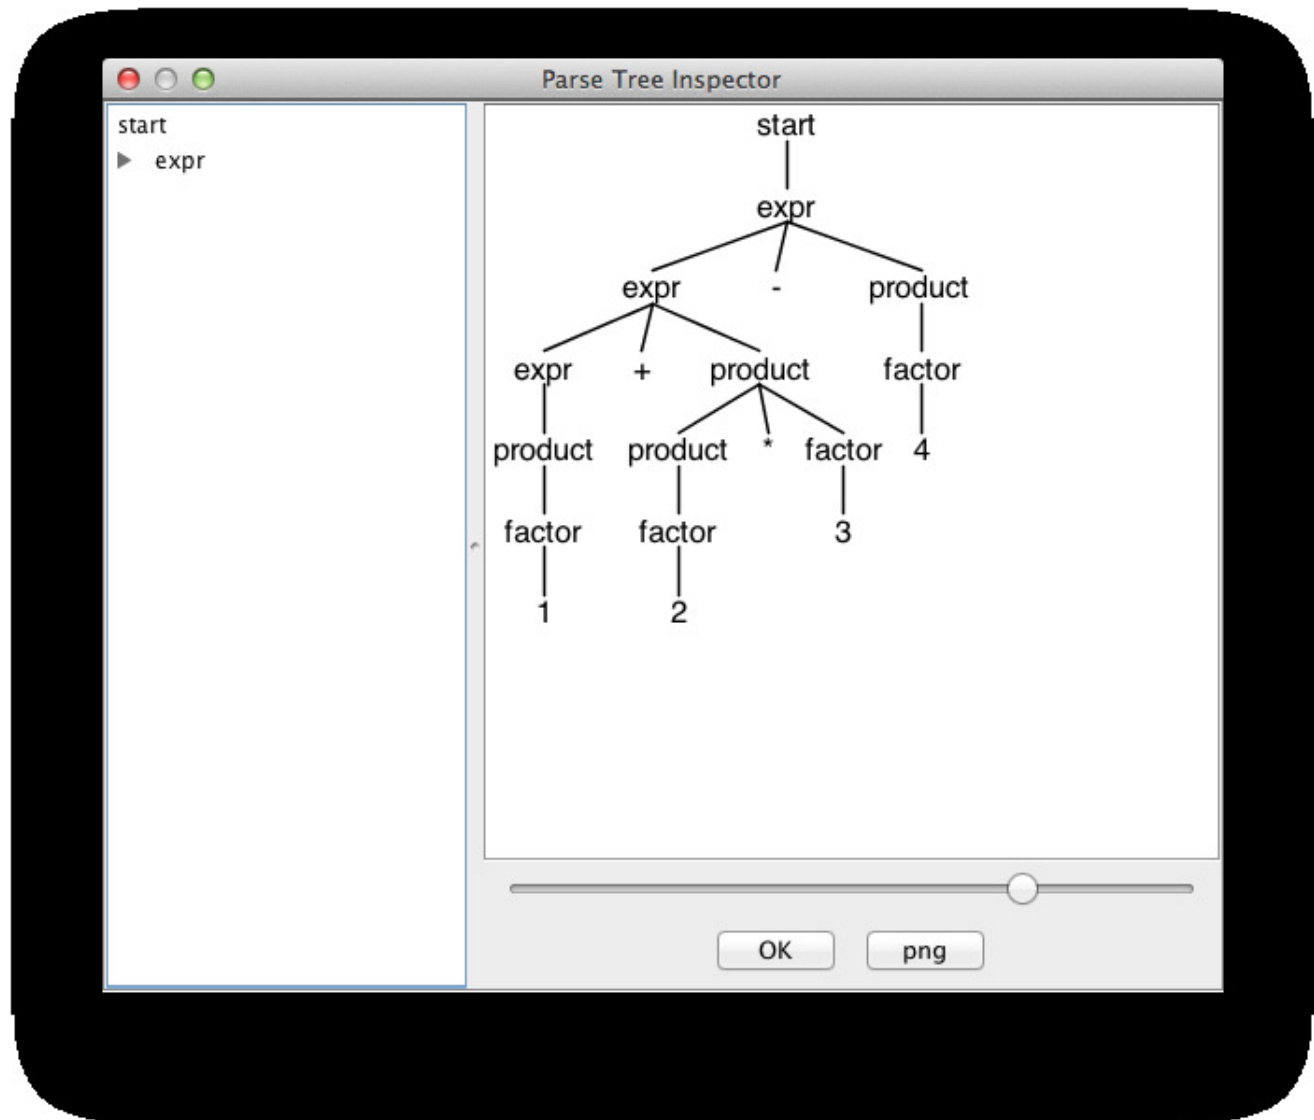 Parse Tree Inspector
start
expr
start
expr
expr - product
expr + product factor
product product * factor 4
factor factor 3
1 2
OK png